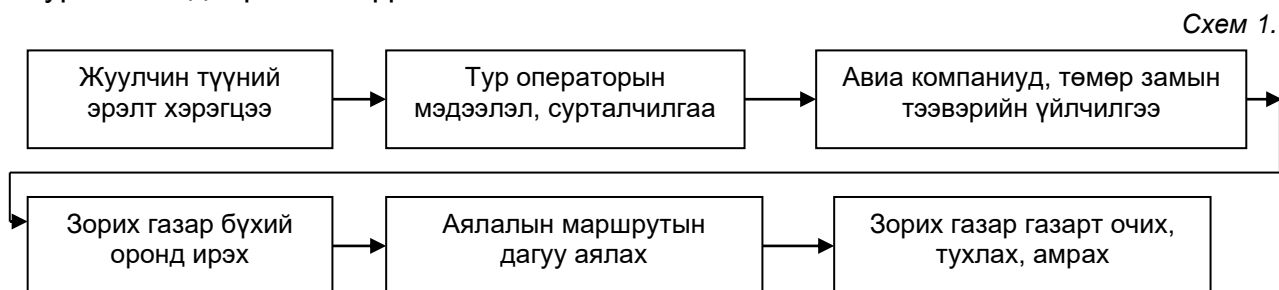 Схем 1.
Жуулчин түүний
эрэлт хэрэгцээ
Тур операторын
мэдээлэл, сурталчилгаа
Авиа компаниуд, төмөр замын
тээвэрийн үйлчилгээ
Зорих газар бүхий
оронд ирэх
Аялалын маршрутын
дагуу аялах
Зорих газар газарт очих,
тухлах, амрах